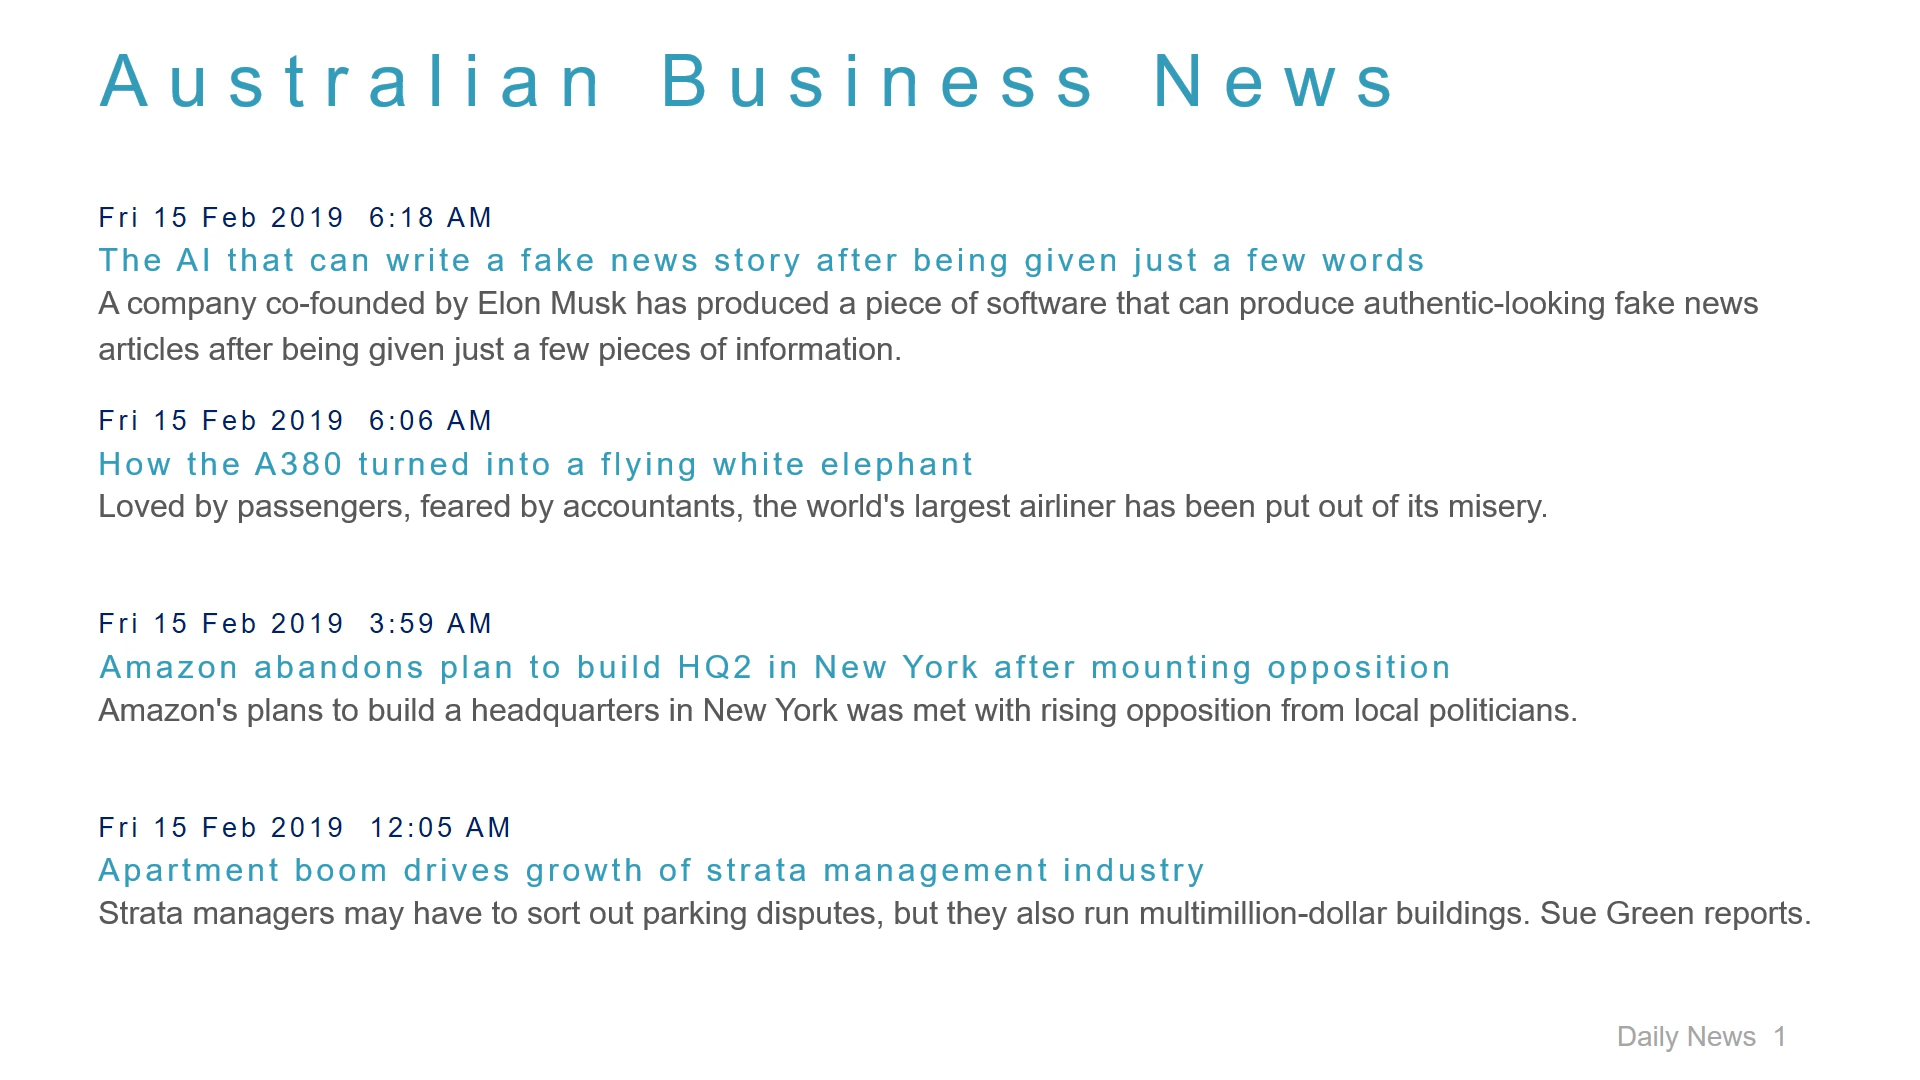 Australian Business News
Fri 15 Feb 2019 6:18 AM
The AI that can write a fake news story after being given just a few words
A company co-founded by Elon Musk has produced a piece of software that can produce authentic-looking fake news
articles after being given just a few pieces of information.
Fri 15 Feb 2019 6:06 AM
How the A380 turned into a flying white elephant
Loved by passengers, feared by accountants, the world's largest airliner has been put out of its misery.
Fri 15 Feb 2019 3:59 AM
Amazon abandons plan to build HQ2 in New York after mounting opposition
Amazon's plans to build a headquarters in New York was met with rising opposition from local politicians.
Fri 15 Feb 2019 12:05 AM
Apartment boom drives growth of strata management industry
Strata managers may have to sort out parking disputes, but they also run multimillion-dollar buildings. Sue Green reports.
Daily News 1